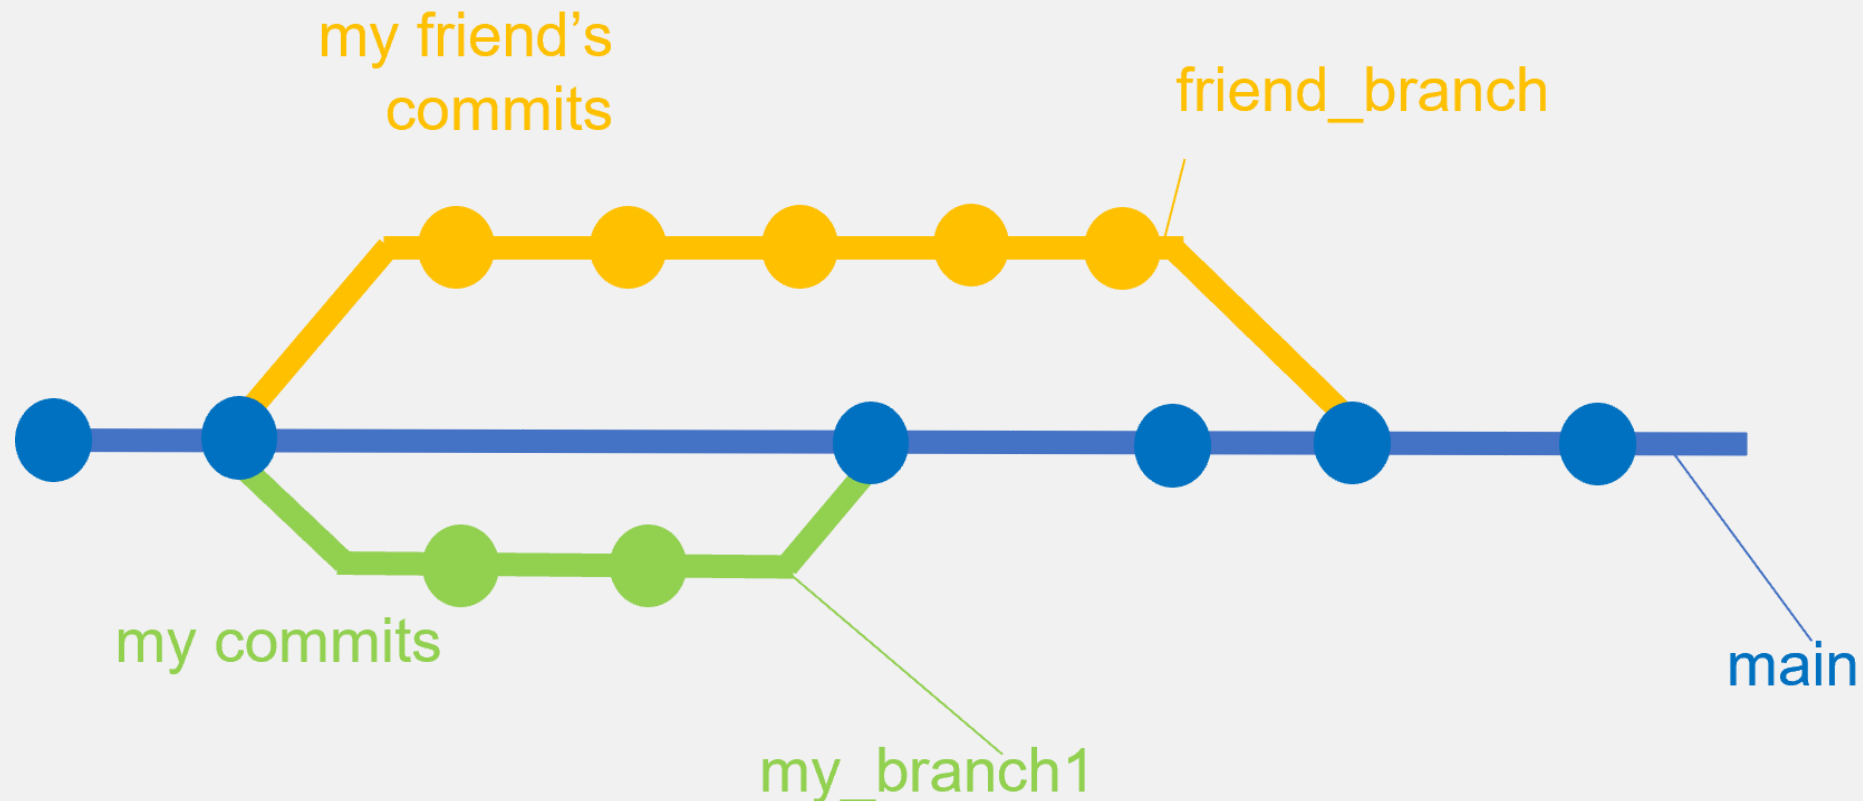 my friend’s
commits
friend_branch
my commits
main
my_branch1